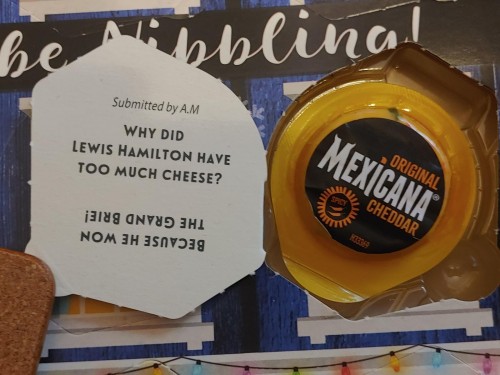 be Nibbling!
Submitted by A.M
WHY DID
LEWIS HAMILTON HAVE
TOO MUCH CHEESE?
BECAUSE HE WON
THE GRAND BRIE!
ORIGINAL
MEXICANA®
SPICY
CHEDDAR